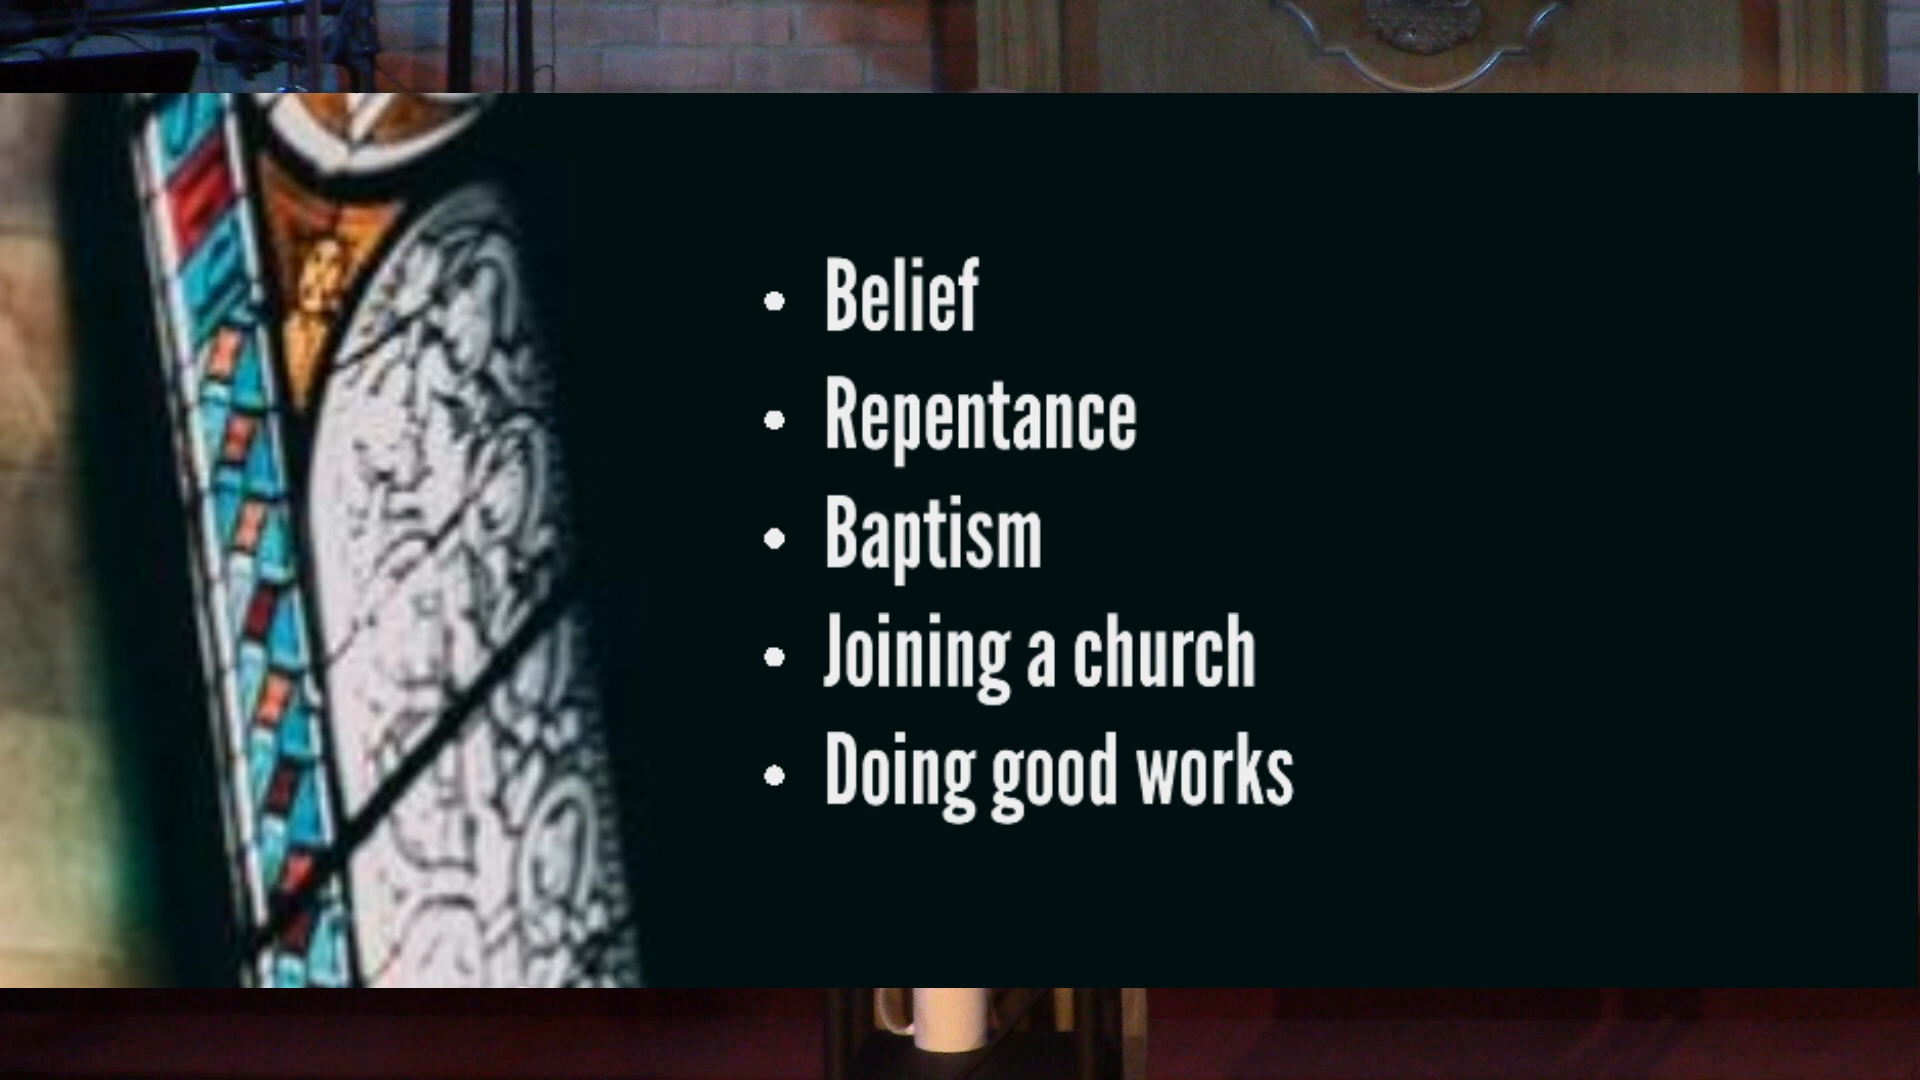 • Belief
• Repentance
• Baptism
• Joining a church
• Doing good works